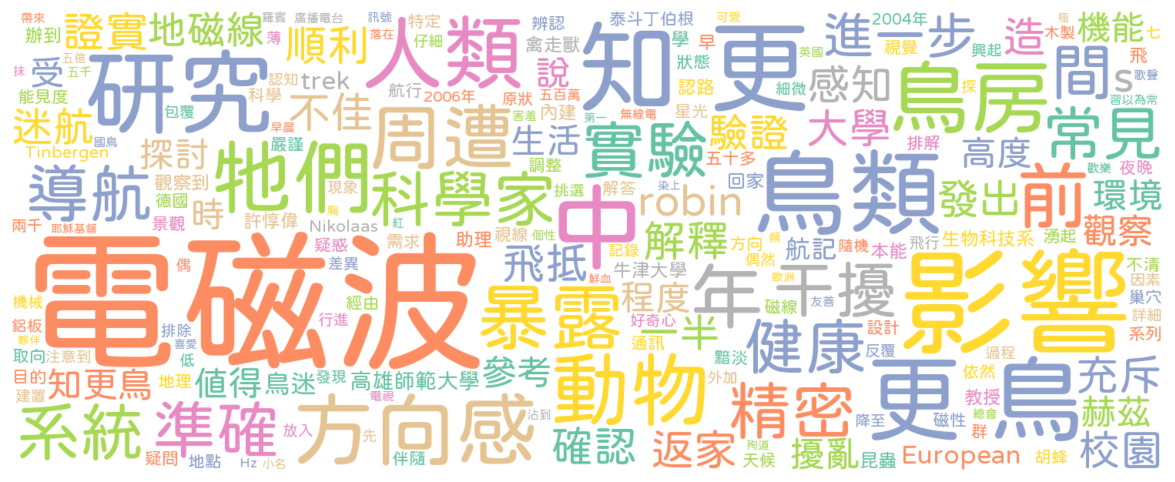 帶來
辦到
證實
地磁線
羅賓
廣播電台
薄
順利
訊號
落在
人類
特定
仔細
辨認
泰斗丁伯根
禽走獸
知
更
學
早
狀態
2004年
視覺
進一步
興起
造
飛
木製
極
可愛
機能
七
抹
五億
五千
受
研究
認知
科學
trek
航行
說
英國
感知
鳥房
間
s
探
歌聲
習以為常
能見度
迷航
國鳥
包覆
早晨
不佳
2006年
害羞
原狀
五百萬
內建
無線電
認路
星光
細微
第一
Tinbergen
探討
嚴謹
周遭
生活
實驗
驗證
大學
排解
高度
常見
歡樂
夜晚
導航
觀察到
德國
現象
牠們
科學家
調整
挑選
解答
中
五十多
染上
回家
robin
鳥類
發出
前
環境
兩千
耶穌基督
景觀
時
許惇偉
Nikolaas
胸
紅
需求
視線
個性
助理
記錄
解釋
方向
頻
航記
偶然
隨機
本能
飛行
生物科技系
湧起
觀察
疑惑
差異
偶
電磁波
飛抵
鮮血
牛津大學
程度
磁線
歐洲
友善
年
干擾
影響
不清
因素
巢穴
詳細
系列
機械
鋁板
夥伴
排除
喜愛
經由
行進
暴露
好奇心
一半
通訊
健康
設計
反覆
黯淡
外加
過程
依然
取向
注意到
低
目的
建置
知更鳥
地理
值得
鳥迷
發現
電視
高雄師範大學
參考
動物
精密
更
鳥
教授
總會
群
充斥
赫茲
降至
磁性
系統
準確
放入
方向感
先
沾到
伴隨
疑問
地點
Hz
小名
確認
返家
殉道
天候
擾亂
昆蟲
European
胡蜂
校園